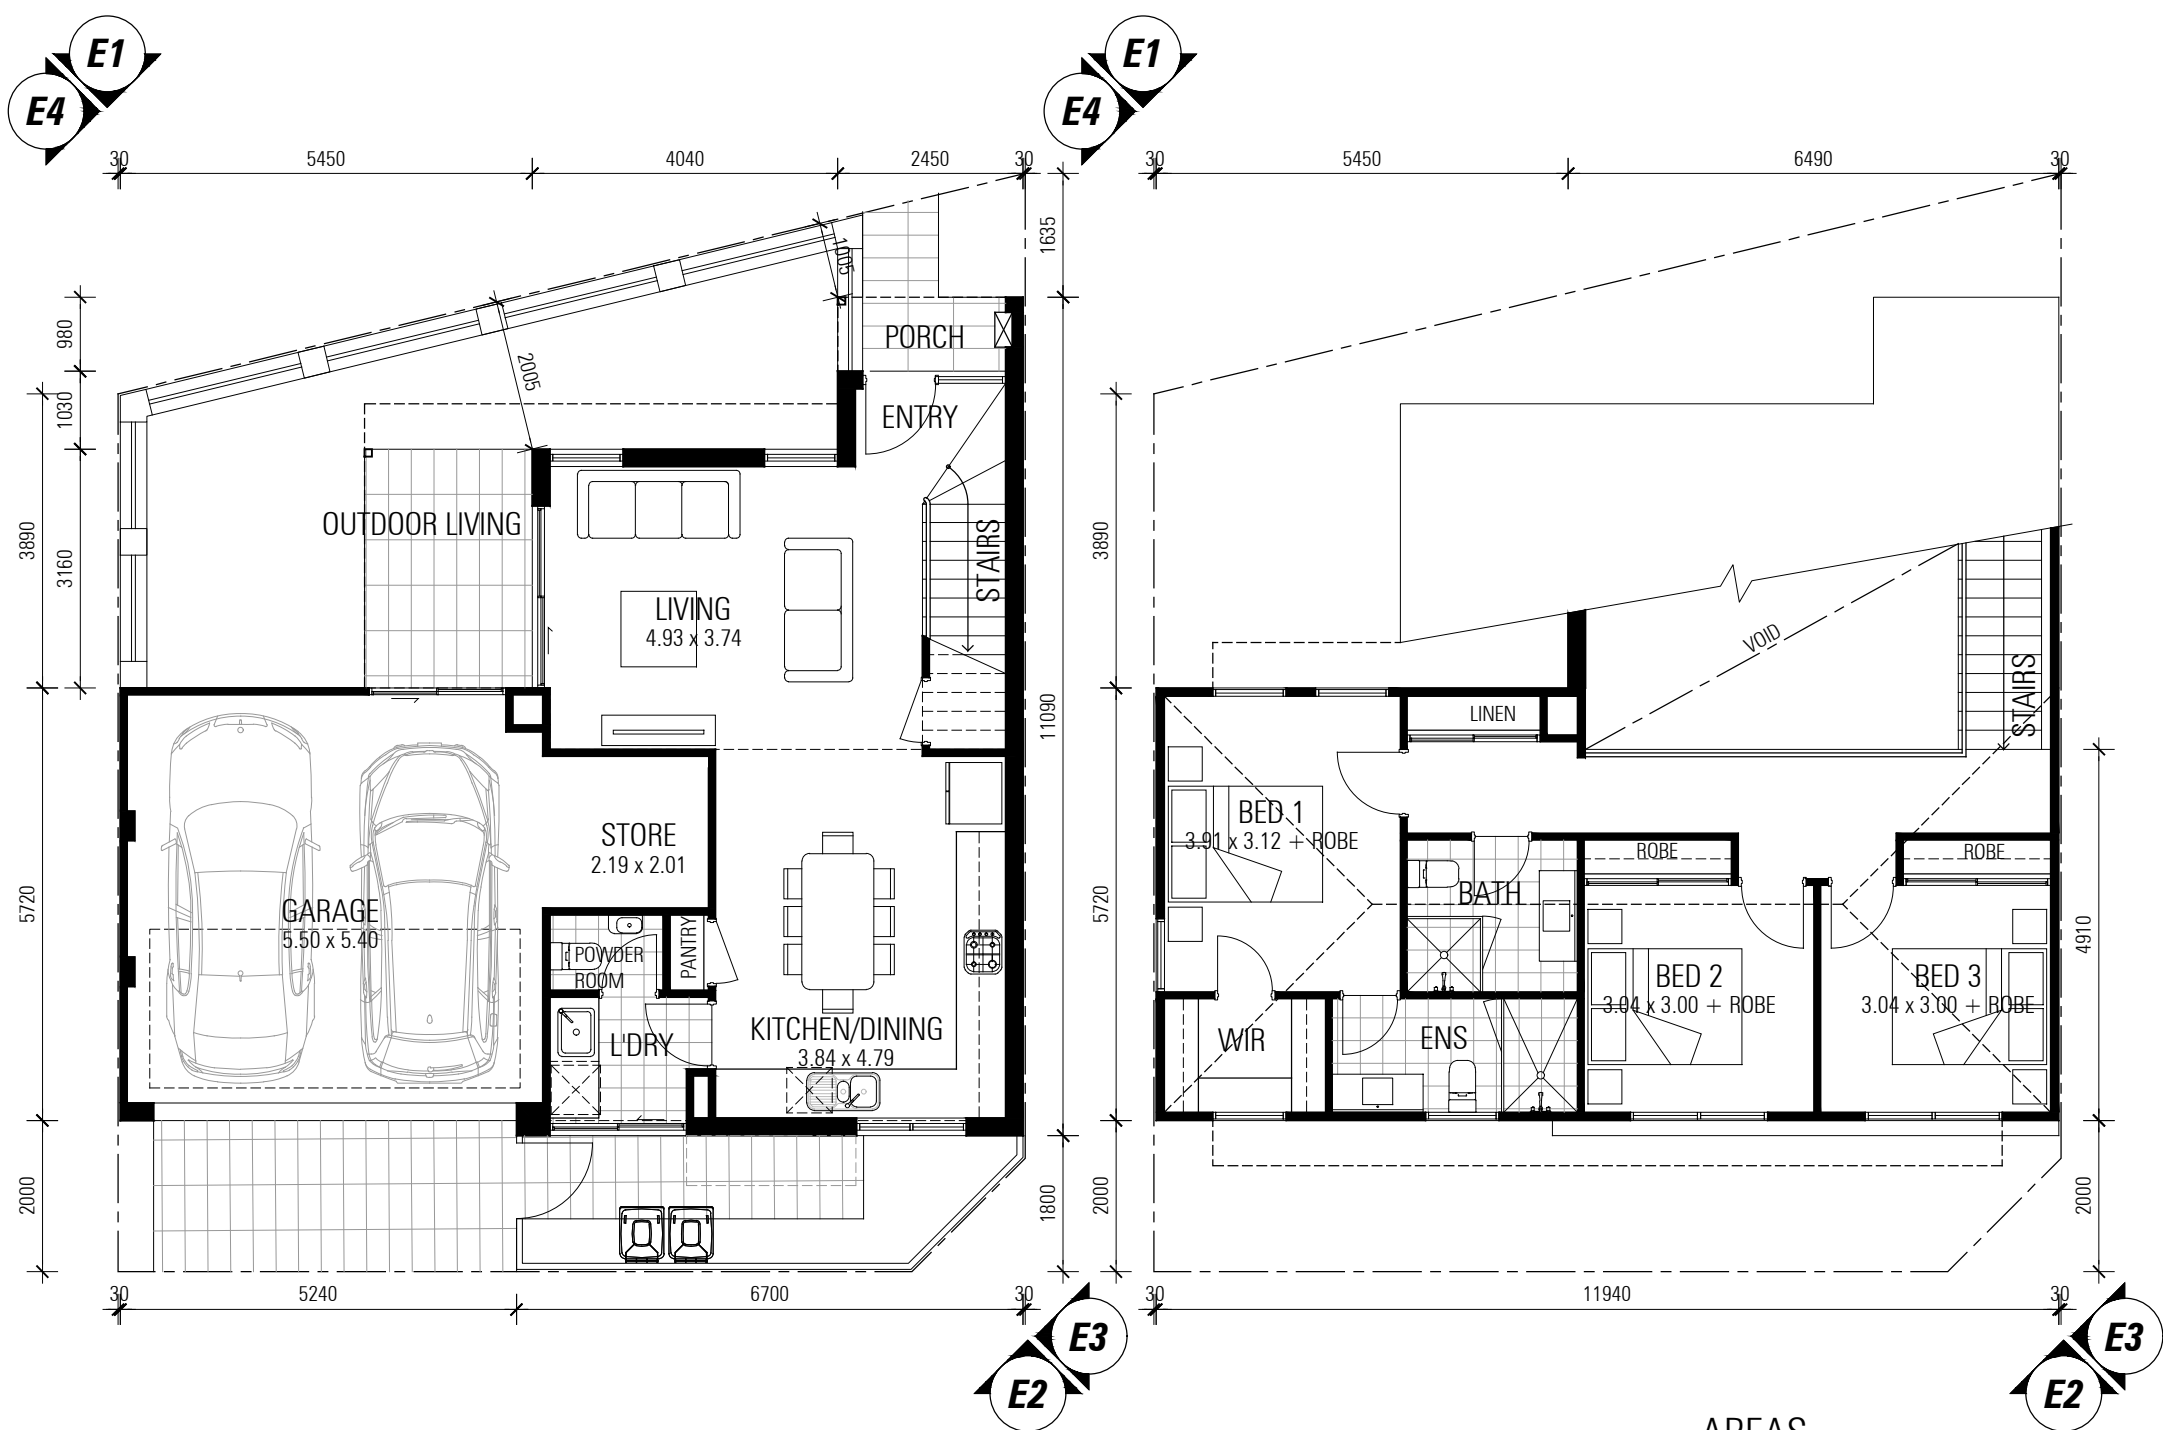 E1
E4
E1
E4
30
5450
4040
2450
30
30
5450
6490
30
1635
1005
980
PORCH
2005
1030
ENTRY
OUTDOOR LIVING
3890
3160
STAIRS
LIVING
4.93 x 3.74
11090
STORE
2.19 x 2.01
GARAGE
5.50 x 5.40
5720
POWDER
ROOM
PANTRY
L'DRY
KITCHEN/DINING
3.84 x 4.79
2000
1800
30
5240
6700
30
E3
E2
3890
VOID
STAIRS
LINEN
BED 1
3.91 x 3.12 + ROBE
ROBE
ROBE
BATH
5720
4910
BED 2
3.04 x 3.00 + ROBE
BED 3
3.04 x 3.00 + ROBE
WIR
ENS
2000
2000
30
11940
30
E3
E2
AREAS